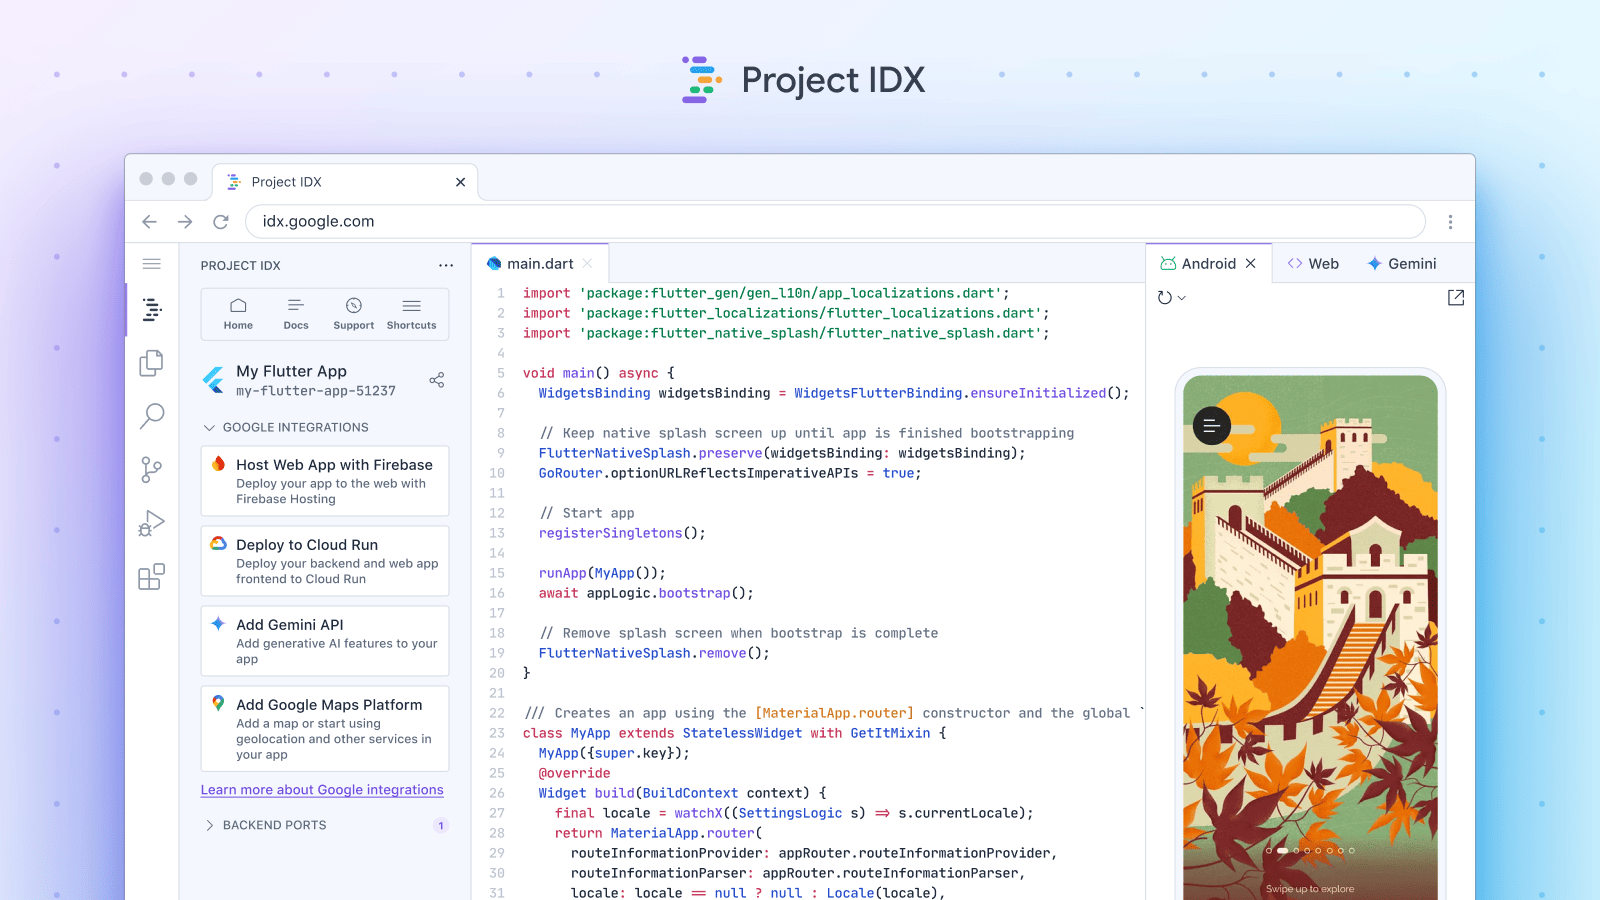 Project IDX
Project IDX
idx.google.com
PROJECT IDX
Home Docs Support Shortcuts
My Flutter App
my-flutter-app-51237
GOOGLE INTEGRATIONS
Host Web App with Firebase
Deploy your app to the web with
Firebase Hosting
Deploy to Cloud Run
Deploy your backend and web app
frontend to Cloud Run
Add Gemini API
Add generative AI features to your
app
Add Google Maps Platform
Add a map or start using
geolocation and other services in
your app
Learn more about Google integrations
BACKEND PORTS 1
main.dart
1 import 'package:flutter_gen/gen_l10n/app_localizations.dart';
2 import 'package:flutter_localizations/flutter_localizations.dart';
3 import 'package:flutter_native_splash/flutter_native_splash.dart';
4
5 void main() async {
6 WidgetsBinding widgetsBinding = WidgetsFlutterBinding.ensureInitialized();
7
8 // Keep native splash screen up until app is finished bootstrapping
9 FlutterNativeSplash.preserve(widgetsBinding: widgetsBinding);
10 GoRouter.optionURLReflectsImperativeAPIs = true;
11
12 // Start app
13 registerSingletons();
14
15 runApp(MyApp());
16 await appLogic.bootstrap();
17
18 // Remove splash screen when bootstrap is complete
19 FlutterNativeSplash.remove();
20 }
21
22 /// Creates an app using the [MaterialApp.router] constructor and the global `
23 class MyApp extends StatelessWidget with GetItMixin {
24 MyApp({super.key});
25 @override
26 Widget build(BuildContext context) {
27 final locale = watchX((SettingsLogic s) => s.currentLocale);
28 return MaterialApp.router(
29 routeInformationProvider: appRouter.routeInformationProvider,
30 routeInformationParser: appRouter.routeInformationParser,
31 locale: locale == null ? null : Locale(locale),
Android
Web
Gemini
Swipe up to explore